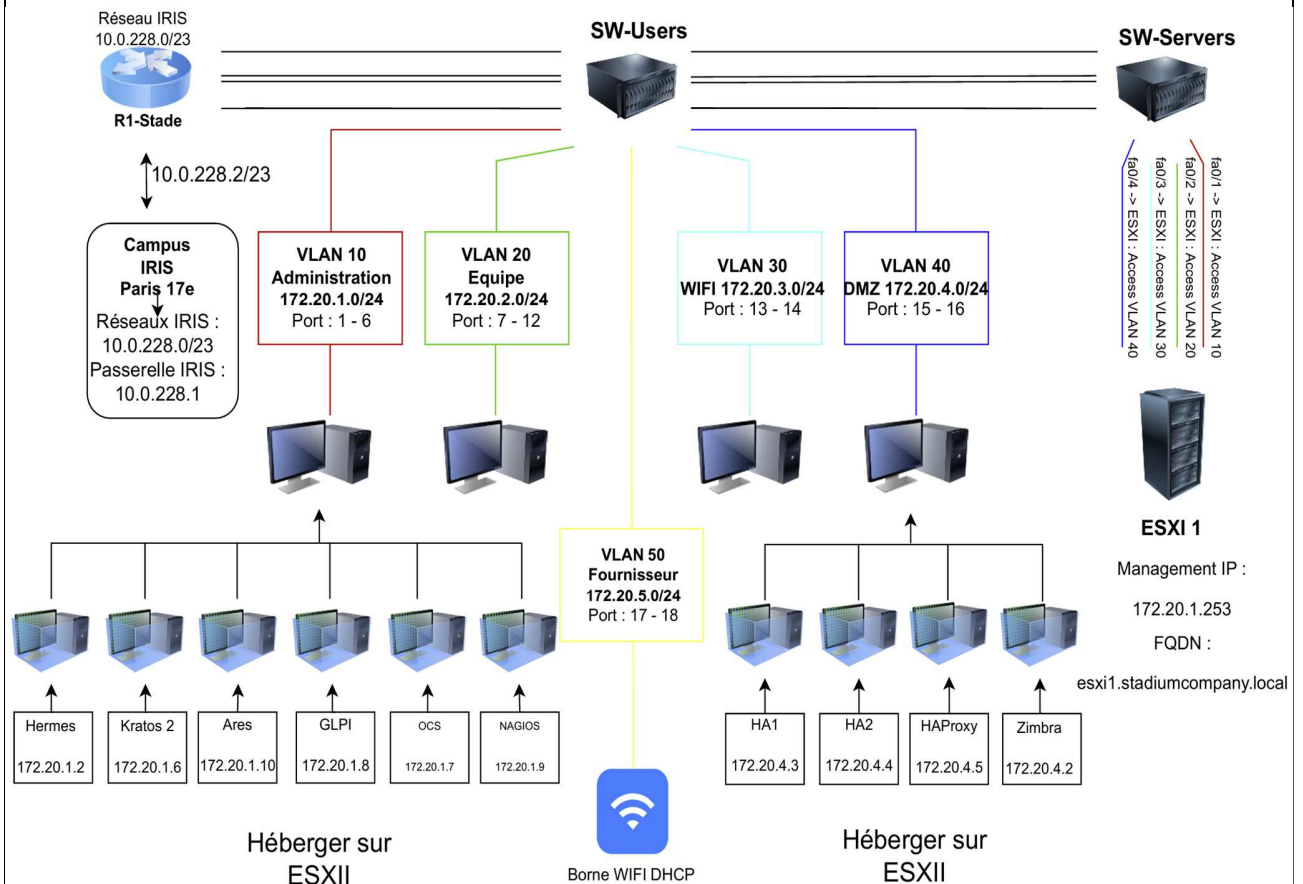 Réseau IRIS
10.0.228.0/23
R1-Stade
SW-Users
SW-Servers
10.0.228.2/23
Campus
IRIS
Paris 17e
Réseaux IRIS :
10.0.228.0/23
Passerelle IRIS :
10.0.228.1
VLAN 10
Administration
172.20.1.0/24
Port : 1 - 6
VLAN 20
Equipe
172.20.2.0/24
Port : 7 - 12
VLAN 30
WIFI 172.20.3.0/24
Port : 13 - 14
VLAN 40
DMZ 172.20.4.0/24
Port : 15 - 16
fa0/4 -> ESXI : Access VLAN 40
fa0/3 -> ESXI : Access VLAN 30
fa0/2 -> ESXI : Access VLAN 20
fa0/1 -> ESXI : Access VLAN 10
VLAN 50
Fournisseur
172.20.5.0/24
Port : 17 - 18
ESXI 1
Management IP :
172.20.1.253
FQDN :
esxi1.stadiumcompany.local
Hermes
172.20.1.2
Kratos 2
172.20.1.6
Ares
172.20.1.10
GLPI
172.20.1.8
OCS
172.20.1.7
NAGIOS
172.20.1.9
HA1
172.20.4.3
HA2
172.20.4.4
HAProxy
172.20.4.5
Zimbra
172.20.4.2
Héberger sur
ESXII
Borne WIFI DHCP
Héberger sur
ESXII